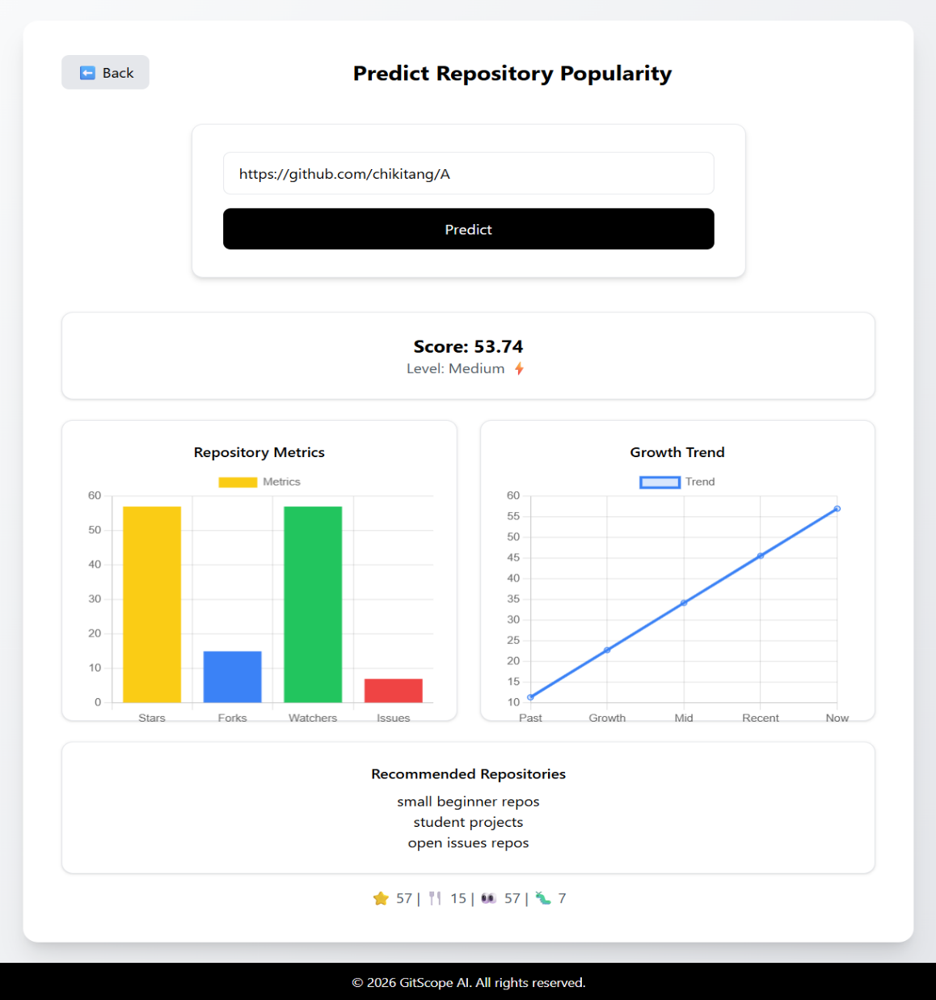 Back
Predict Repository Popularity
https://github.com/chikitang/A
Predict
Score: 53.74
Level: Medium
Repository Metrics
Metrics
60
50
40
30
20
10
0
Stars Forks Watchers Issues
Growth Trend
Trend
60
55
50
45
40
35
30
25
20
15
10
Past Growth Mid Recent Now
Recommended Repositories
small beginner repos
student projects
open issues repos
57 | 15 | 57 | 7
© 2026 GitScope AI. All rights reserved.